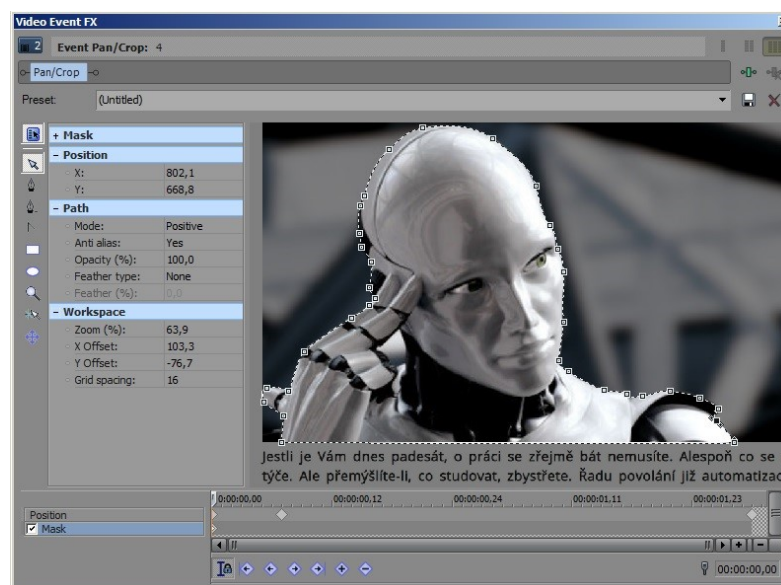 Video Event FX
2 Event Pan/Crop: 4
Pan/Crop
Preset: (Untitled)
+ Mask
− Position
X: 802,1
Y: 668,8
− Path
Mode: Positive
Anti alias: Yes
Opacity (%): 100,0
Feather type: None
Feather (%): 0,0
− Workspace
Zoom (%): 63,9
X Offset: 103,3
Y Offset: -76,7
Grid spacing: 16
Jestli je Vám dnes padesát, o práci se zřejmě bát nemusíte. Alespoň co se
týče. Ale přemýšlíte-li, co studovat, zbystřete. Řadu povolání již automatizac
0:00:00,00 00:00:00,12 00:00:00,24 00:00:01,11 00:00:01,23
Position
Mask
00:00:00,00